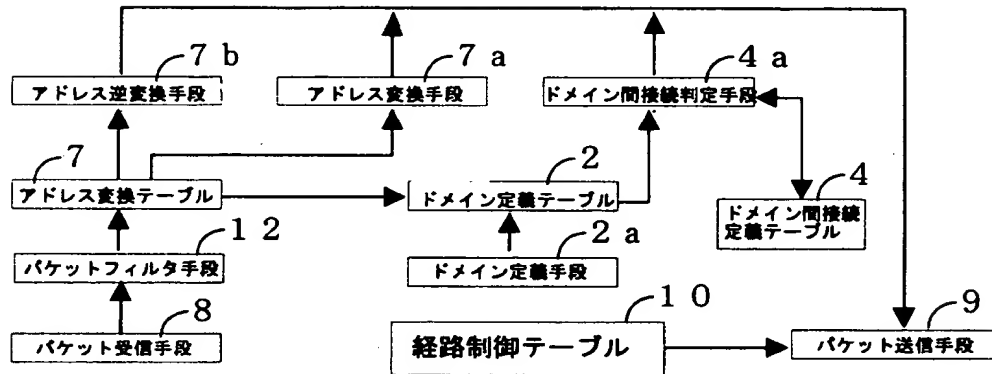 7b
7a
4a
アドレス逆変換手段
アドレス変換手段
ドメイン間接続判定手段
7
2
4
アドレス変換テーブル
ドメイン定義テーブル
ドメイン間接続
定義テーブル
12
2a
パケットフィルタ手段
ドメイン定義手段
8
10
9
パケット受信手段
経路制御テーブル
パケット送信手段